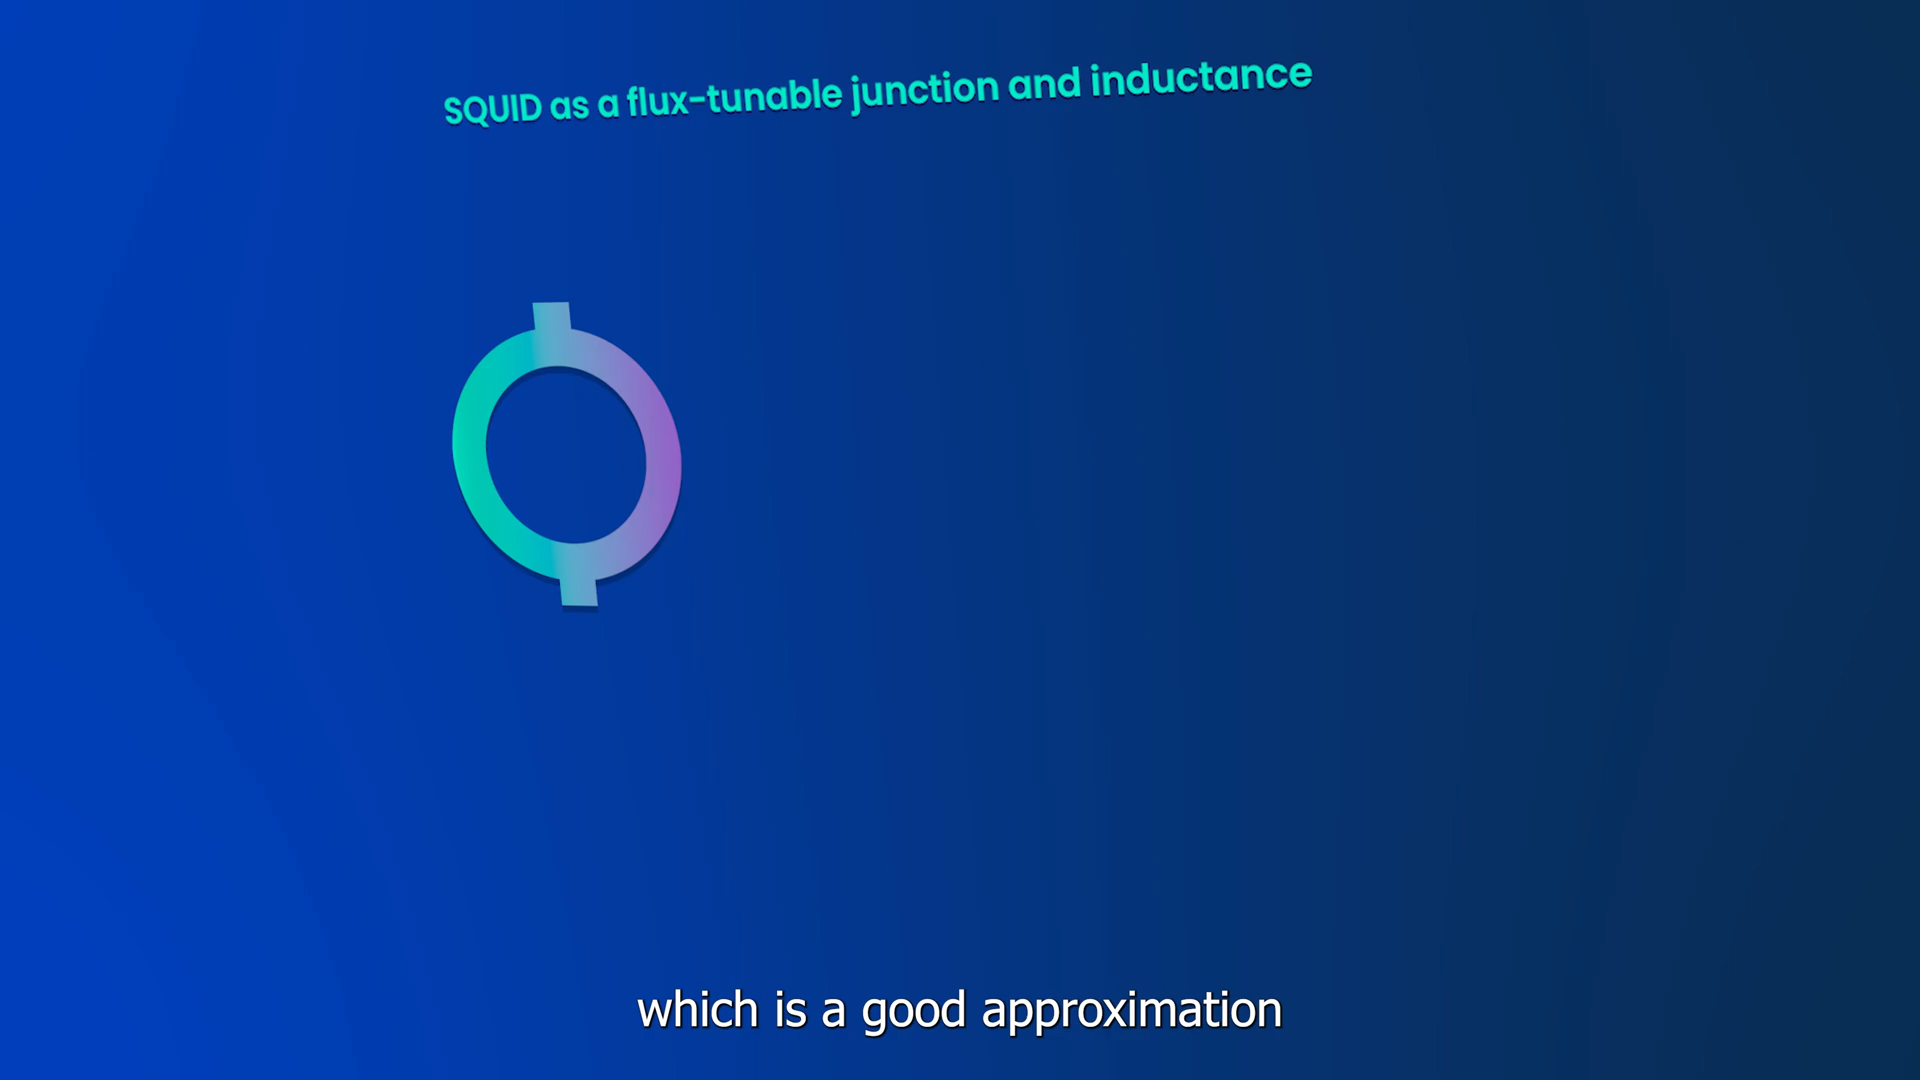 SQUID as a flux-tunable junction and inductance
which is a good approximation